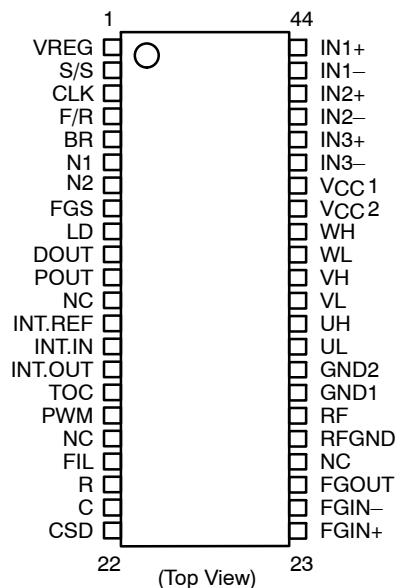 1 44
VREG IN1+
S/S IN1–
CLK IN2+
F/R IN2–
BR IN3+
N1 IN3–
N2 VCC1
FGS VCC2
LD WH
DOUT WL
POUT VH
NC VL
INT.REF UH
INT.IN UL
INT.OUT GND2
TOC GND1
PWM RF
NC RFGND
FIL NC
R FGOUT
C FGIN–
CSD FGIN+
22 23
(Top View)